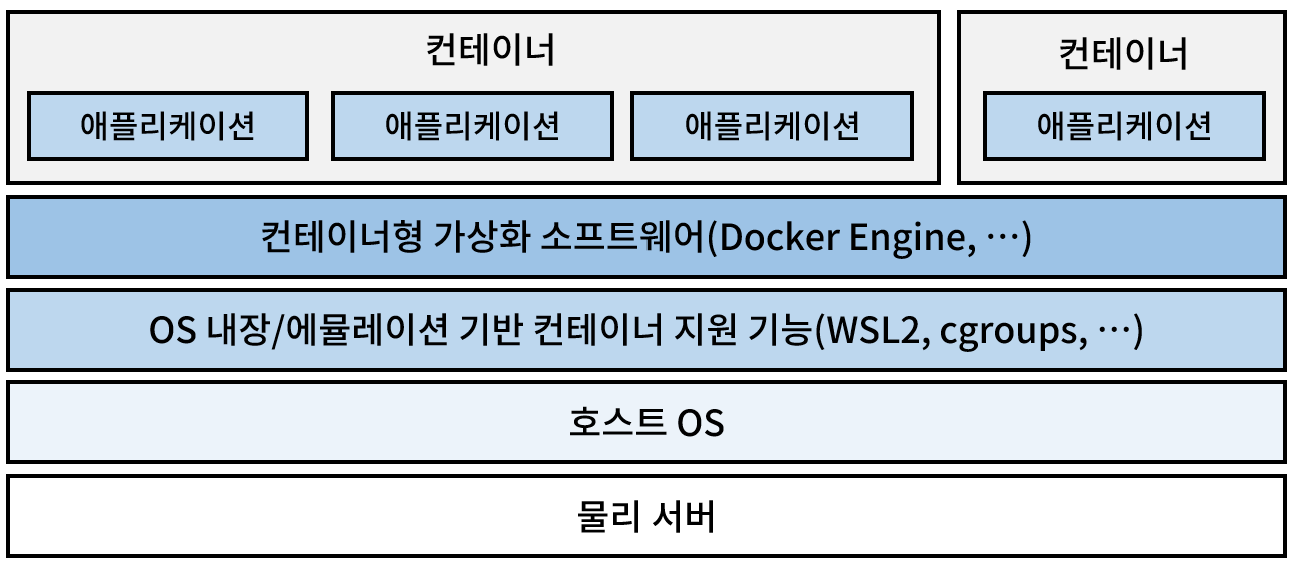 컨테이너
애플리케이션
애플리케이션
애플리케이션
컨테이너
애플리케이션
컨테이너형 가상화 소프트웨어(Docker Engine, …)
OS 내장/에뮬레이션 기반 컨테이너 지원 기능(WSL2, cgroups, …)
호스트 OS
물리 서버